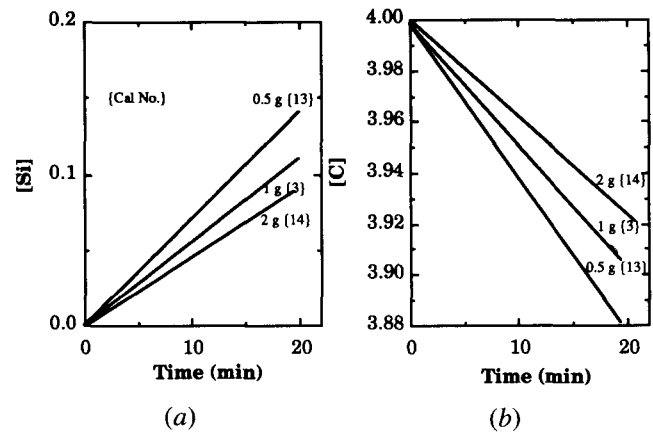 0.2
{Cal No.}
0.5 g {13}
0.1
[Si]
1 g {3}
2 g {14}
0.0
0 10 20
Time (min)
(a)
4.00
3.98
3.96
3.94
[C]
3.92
3.90
3.88
2 g {14}
1 g {3}
0.5 g {13}
0 10 20
Time (min)
(b)